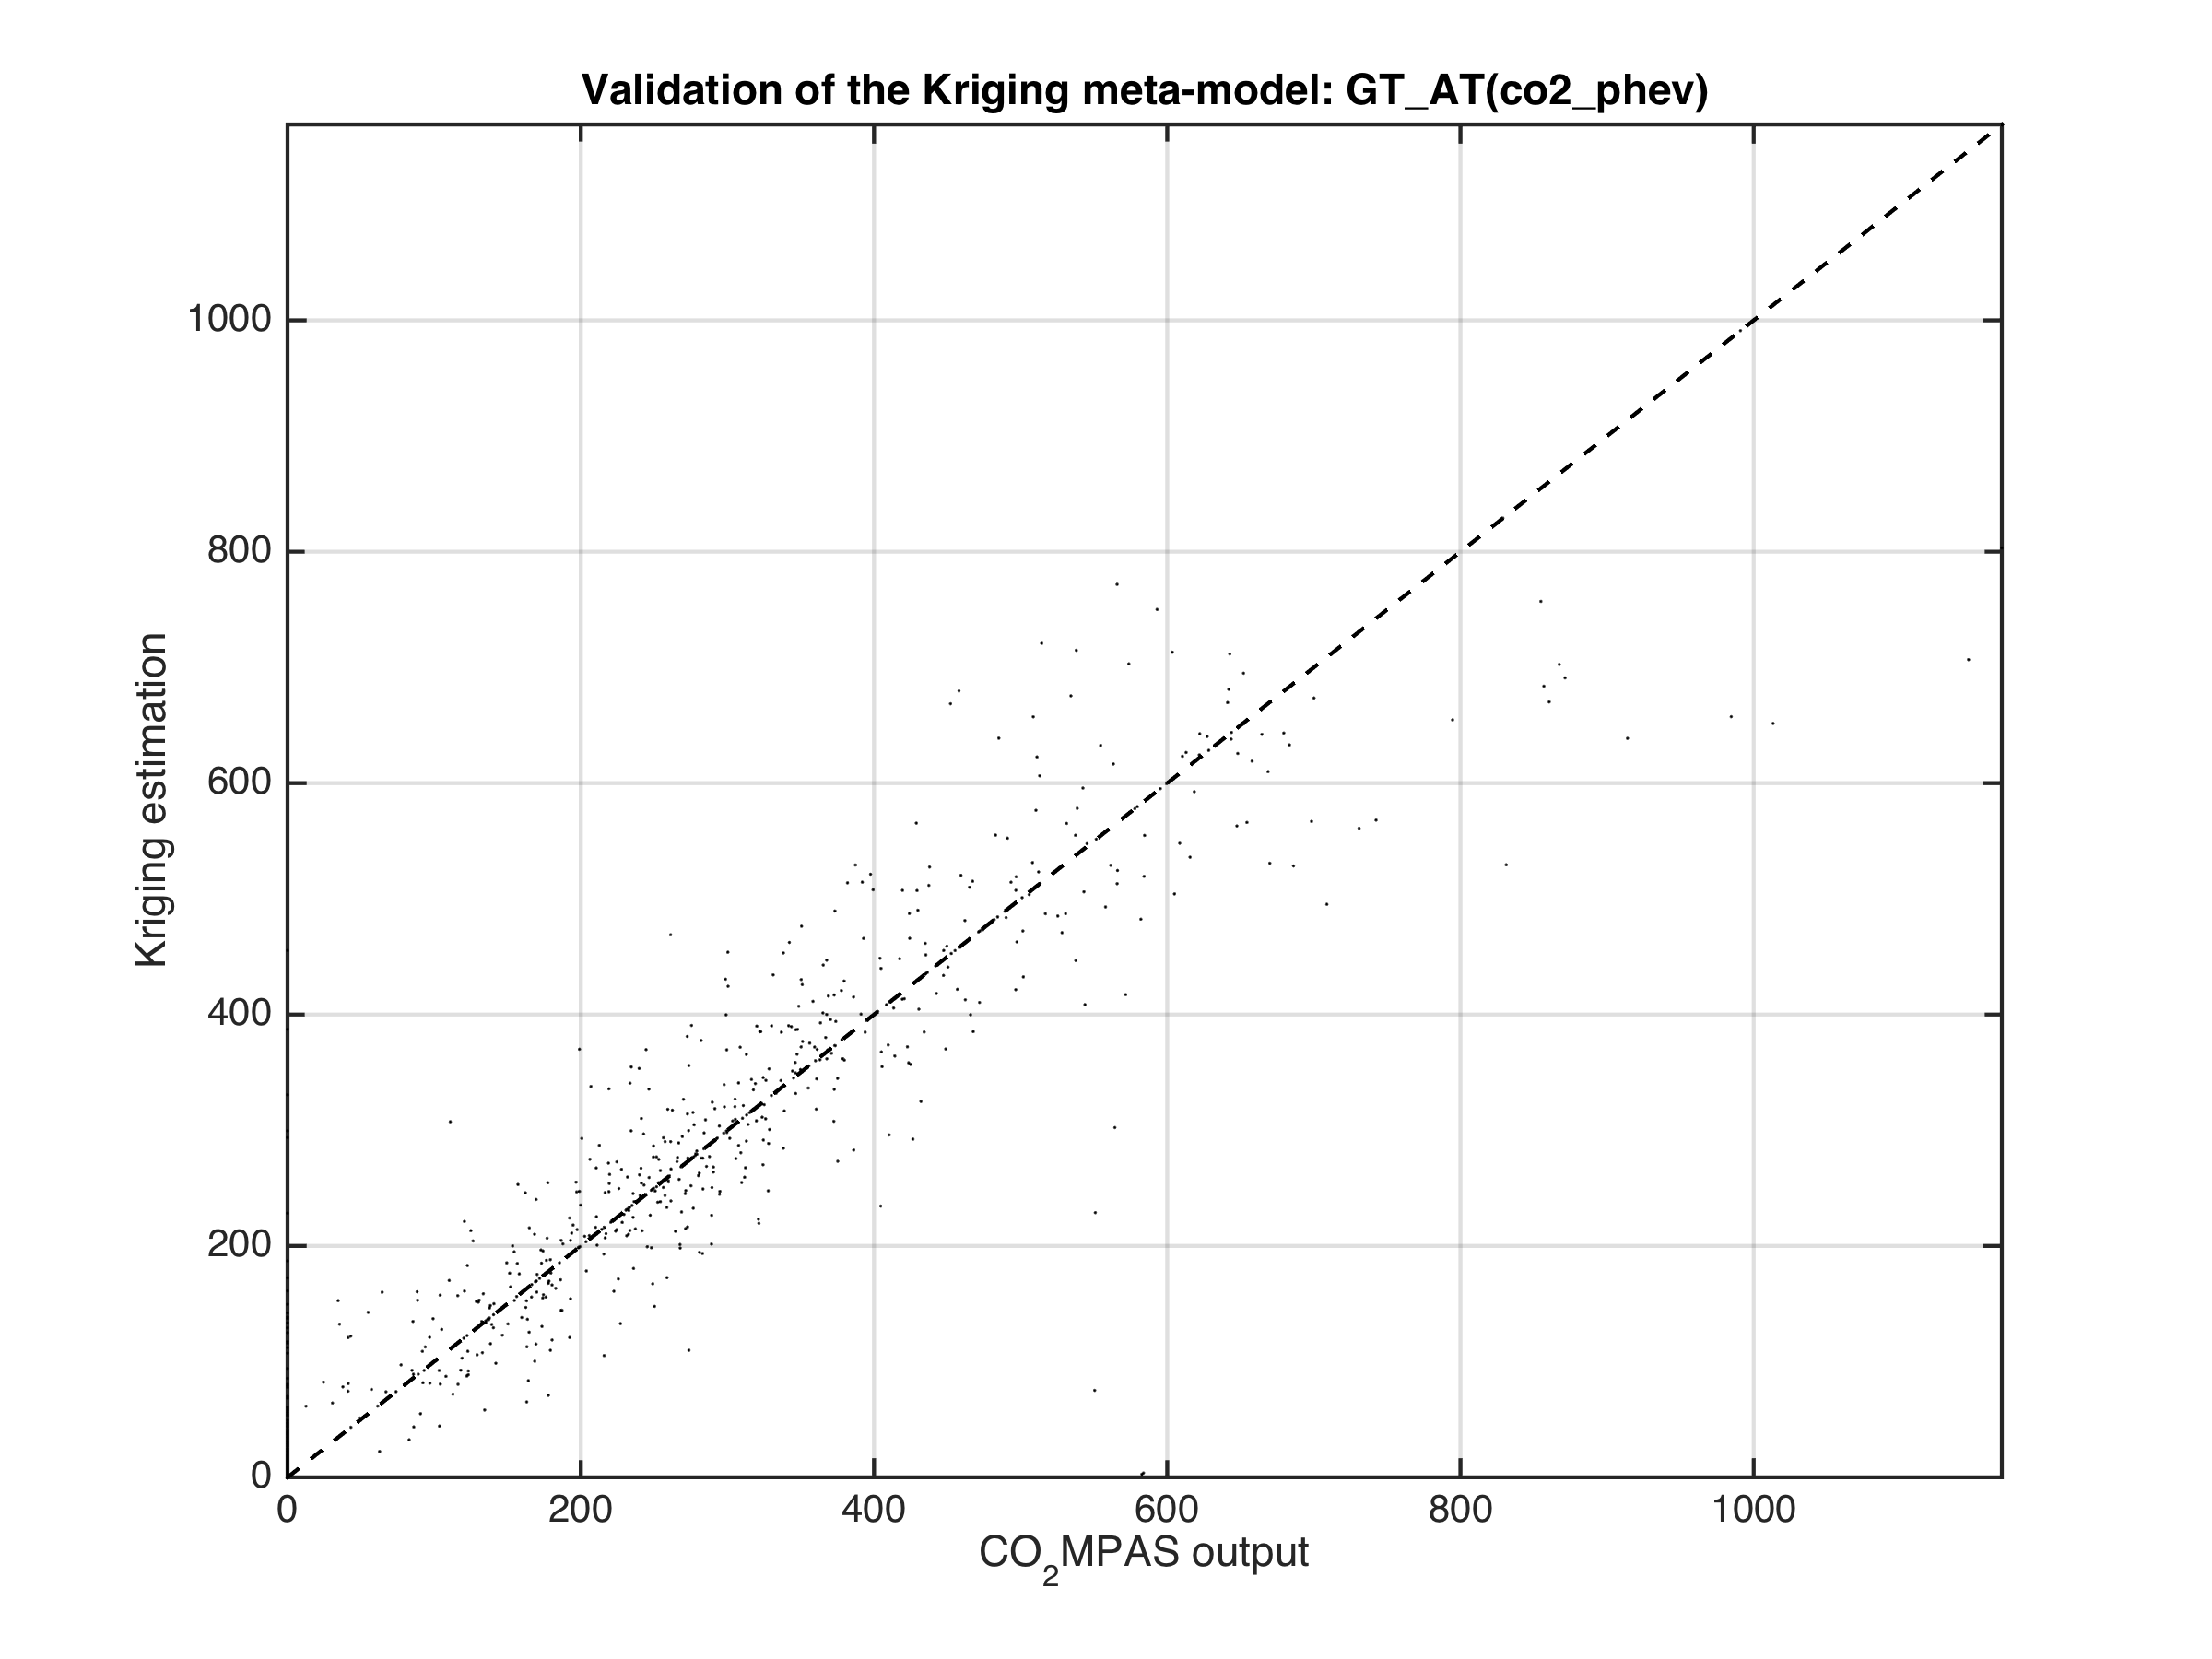 Validation of the Kriging meta-model: GT_AT(co2_phev)
1000
800
600
400
200
0
Kriging estimation
0 200 400 600 800 1000
CO₂MPAS output